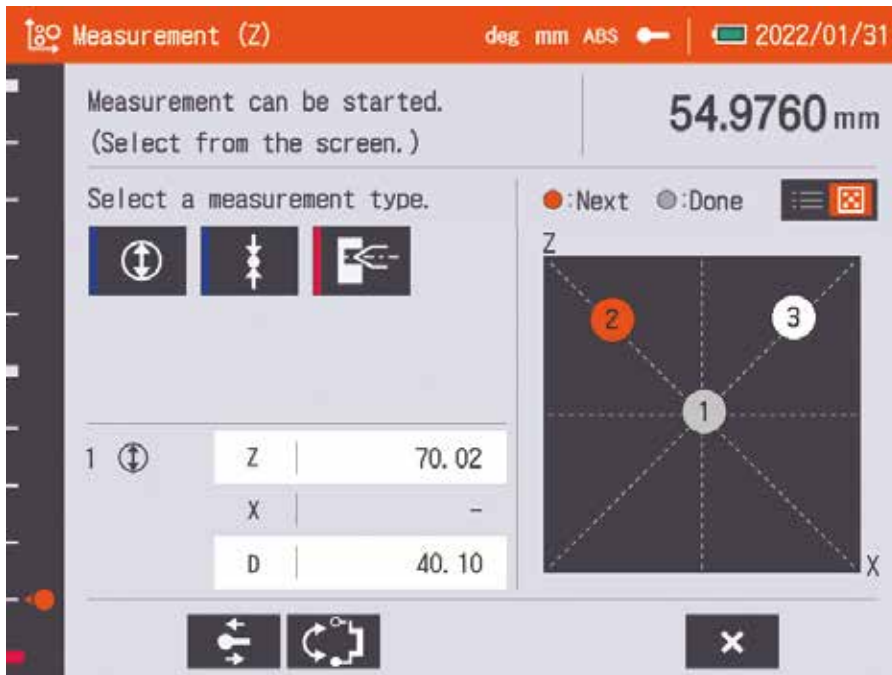 Measurement (Z) deg mm ABS 2022/01/31
Measurement can be started.
(Select from the screen.)
54.9760 mm
Select a measurement type.
:Next :Done
Z
2
3
1
X
1 Z 70.02
X -
D 40.10